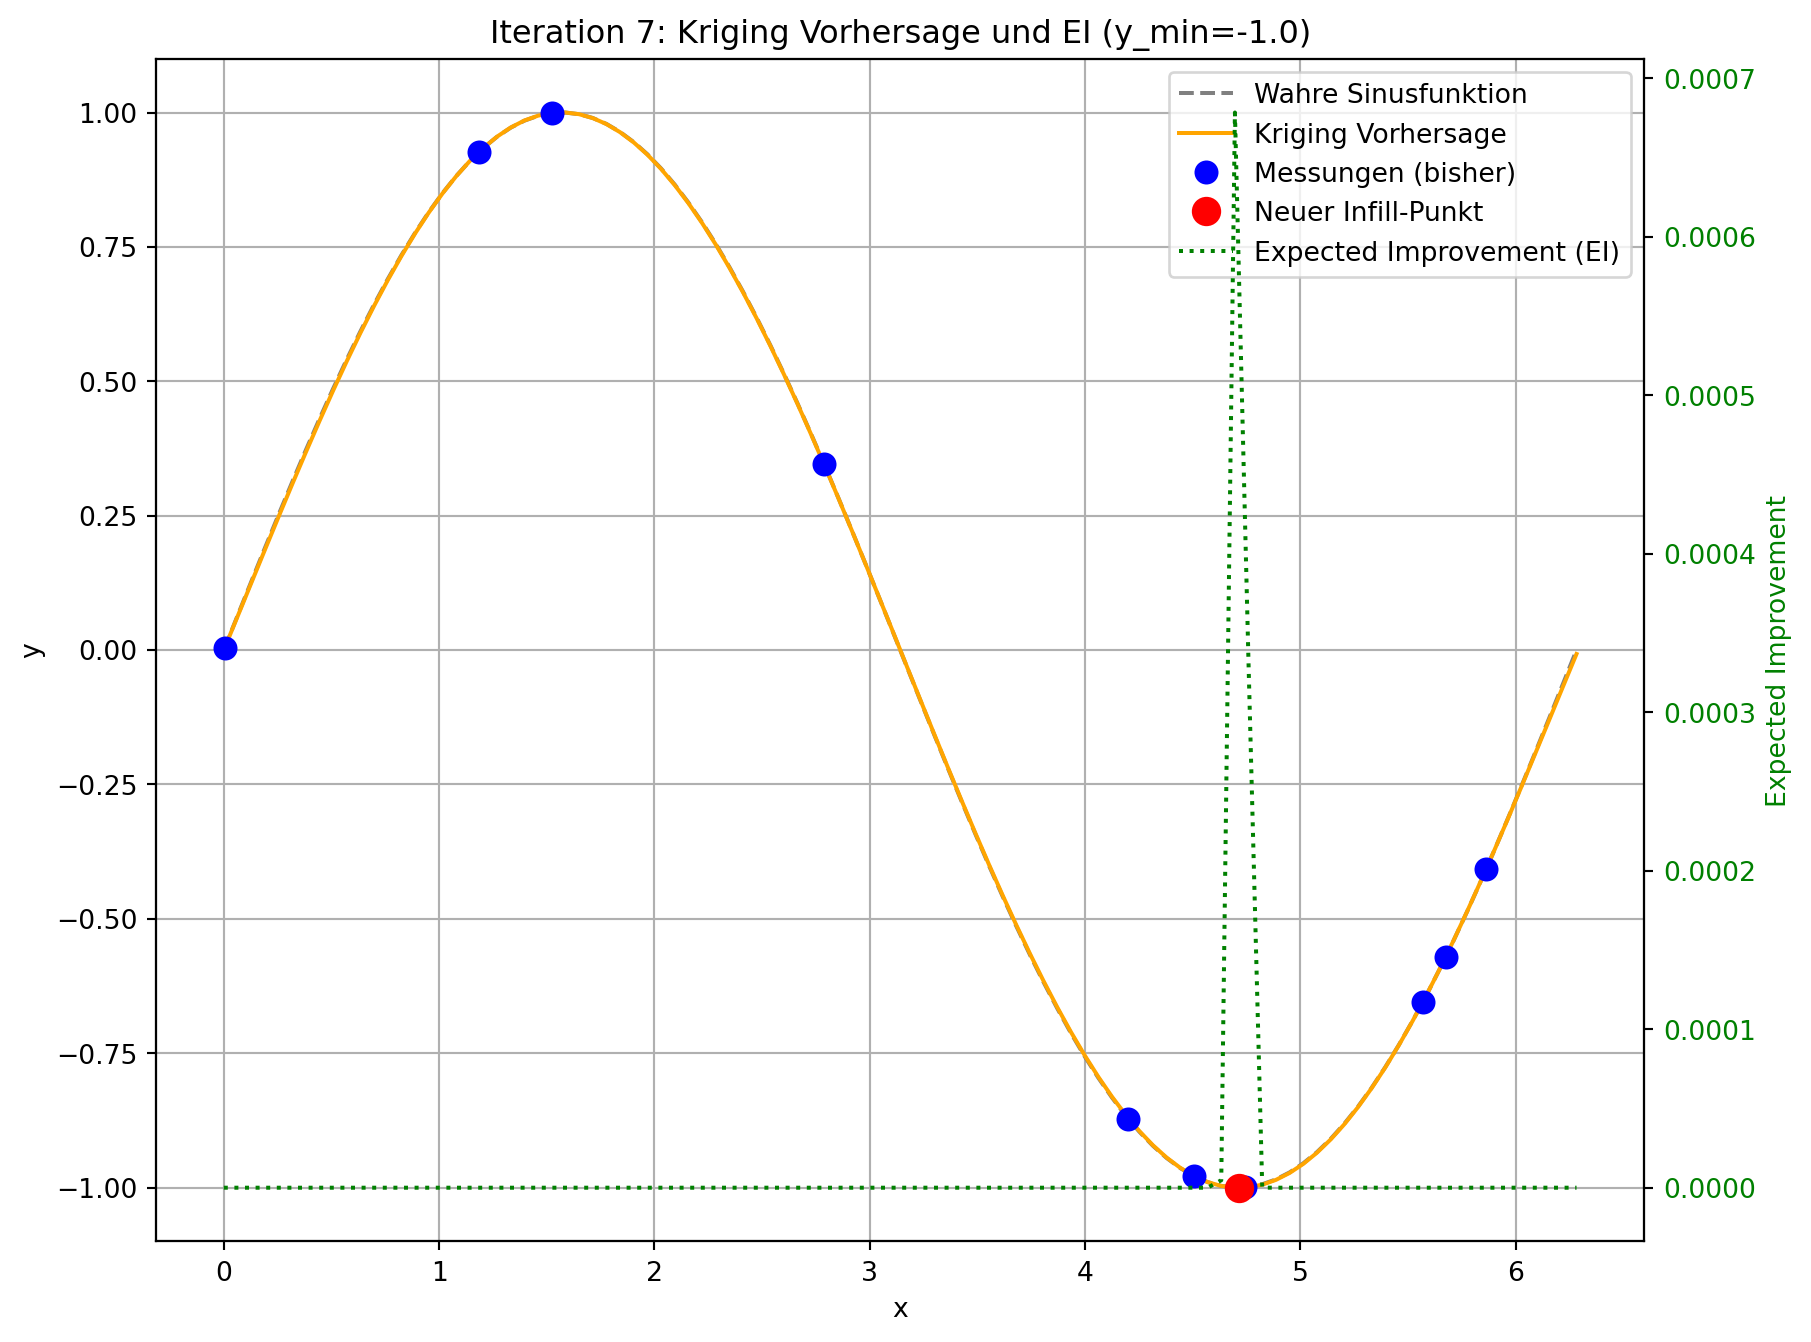 Iteration 7: Kriging Vorhersage und EI (y_min=-1.0)
Wahre Sinusfunktion
Kriging Vorhersage
Messungen (bisher)
Neuer Infill-Punkt
Expected Improvement (EI)
1.00
0.75
0.50
0.25
0.00
−0.25
−0.50
−0.75
−1.00
y
0.0007
0.0006
0.0005
0.0004
0.0003
0.0002
0.0001
0.0000
Expected Improvement
0 1 2 3 4 5 6
x